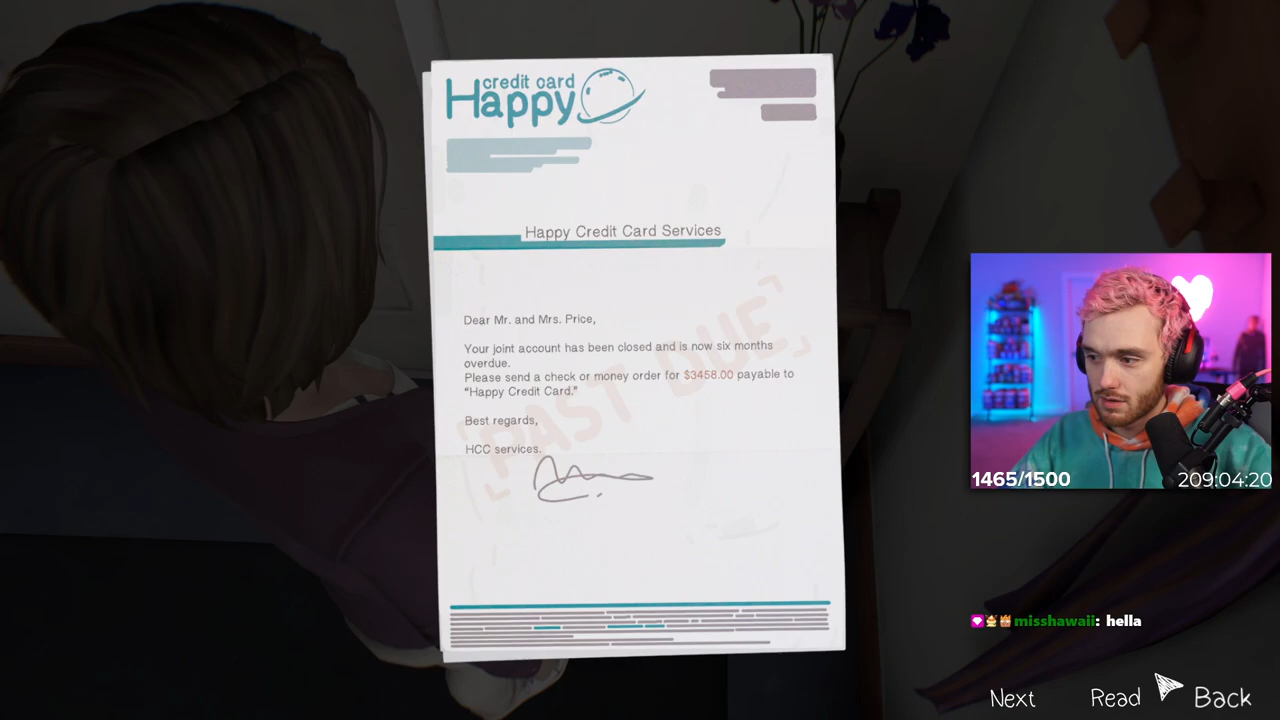 credit card
Happy
Happy Credit Card Services
Dear Mr. and Mrs. Price,
Your joint account has been closed and is now six months
overdue.
Please send a check or money order for $3458.00 payable to
“Happy Credit Card.”
Best regards,
HCC services.
PAST DUE
1465/1500
209:04:20
misshawaii: hella
Next
Read
Back